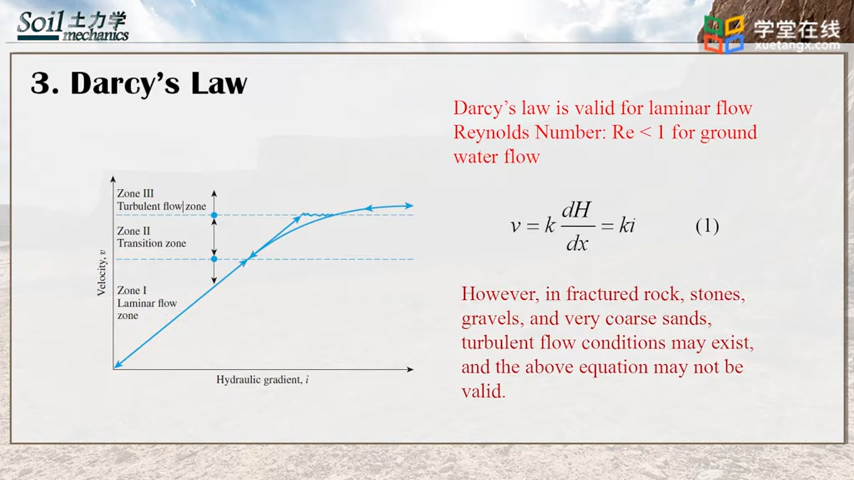 Soil 土力学
mechanics
学堂在线
xuetangx.com
3. Darcy's Law
Darcy's law is valid for laminar flow
Reynolds Number: Re < 1 for ground
water flow
v = k dH/dx = ki (1)
However, in fractured rock, stones,
gravels, and very coarse sands,
turbulent flow conditions may exist,
and the above equation may not be
valid.
Zone III
Turbulent flow zone
Zone II
Transition zone
Zone I
Laminar flow
zone
Velocity, v
Hydraulic gradient, i